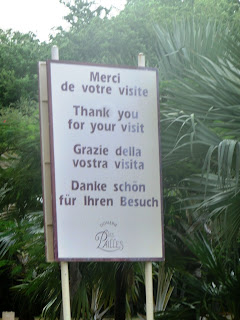 Merci
de votre visite
Thank you
for your visit
Grazie della
vostra visita
Danke schön
für Ihren Besuch